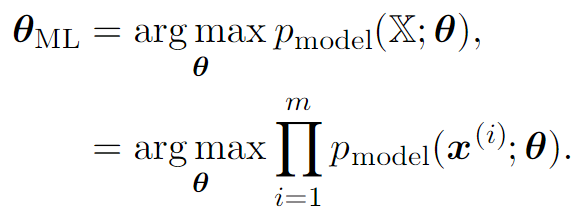 θ_ML = arg max_θ p_model(𝕏; θ),
= arg max_θ ∏_{i=1}^{m} p_model(x^{(i)}; θ).